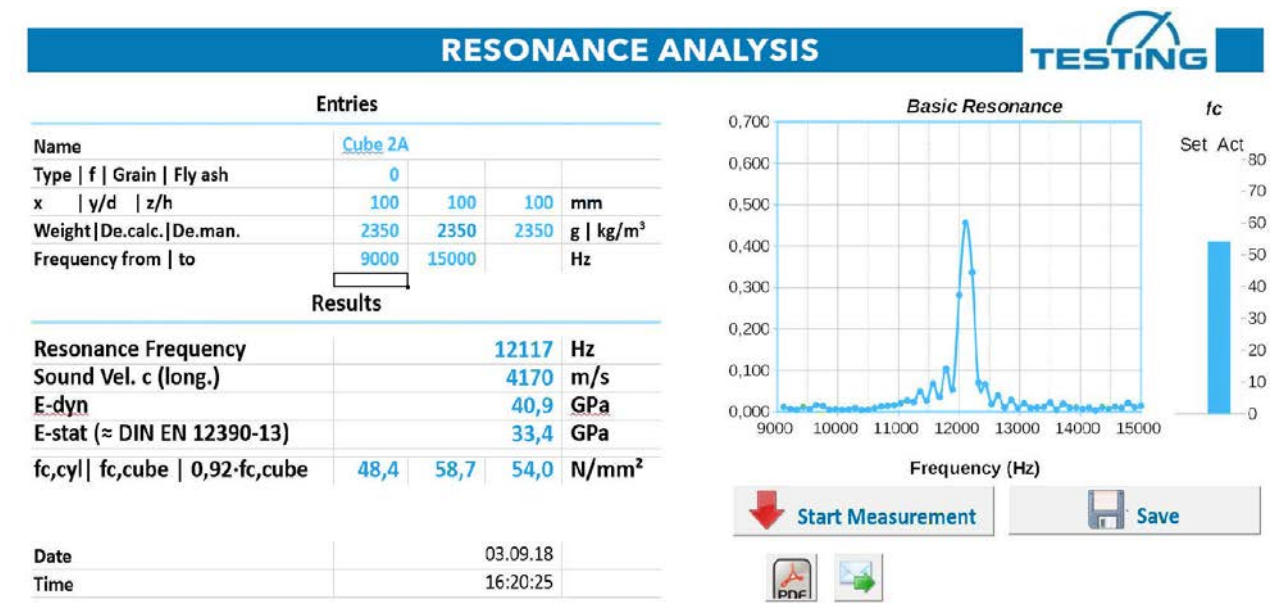 RESONANCE ANALYSIS
TESTING
Entries
Name Cube 2A
Type | f | Grain | Fly ash 0
x | y/d | z/h 100 100 100 mm
Weight|De.calc.|De.man. 2350 2350 2350 g | kg/m³
Frequency from | to 9000 15000 Hz
Results
Resonance Frequency 12117 Hz
Sound Vel. c (long.) 4170 m/s
E-dyn 40,9 GPa
E-stat (≈ DIN EN 12390-13) 33,4 GPa
fc,cyl| fc,cube | 0,92·fc,cube 48,4 58,7 54,0 N/mm²
Date 03.09.18
Time 16:20:25
Basic Resonance
0,700
0,600
0,500
0,400
0,300
0,200
0,100
0,000
9000 10000 11000 12000 13000 14000 15000
Frequency (Hz)
fc
Set Act
80
70
60
50
40
30
20
10
0
Start Measurement
Save
PDF